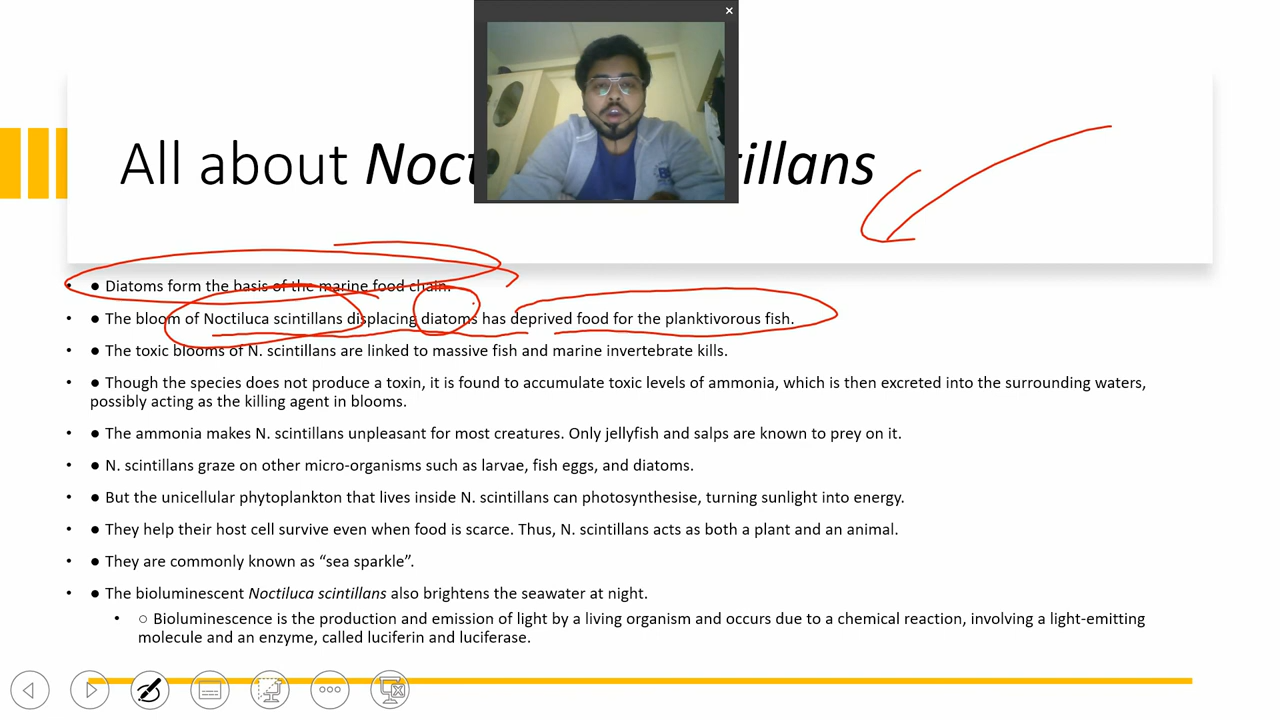 All about Noct tillans
• ● Diatoms form the basis of the marine food chain.
• ● The bloom of Noctiluca scintillans displacing diatoms has deprived food for the planktivorous fish.
• ● The toxic blooms of N. scintillans are linked to massive fish and marine invertebrate kills.
• ● Though the species does not produce a toxin, it is found to accumulate toxic levels of ammonia, which is then excreted into the surrounding waters,
possibly acting as the killing agent in blooms.
• ● The ammonia makes N. scintillans unpleasant for most creatures. Only jellyfish and salps are known to prey on it.
• ● N. scintillans graze on other micro-organisms such as larvae, fish eggs, and diatoms.
• ● But the unicellular phytoplankton that lives inside N. scintillans can photosynthesise, turning sunlight into energy.
• ● They help their host cell survive even when food is scarce. Thus, N. scintillans acts as both a plant and an animal.
• ● They are commonly known as “sea sparkle”.
• ● The bioluminescent Noctiluca scintillans also brightens the seawater at night.
• ○ Bioluminescence is the production and emission of light by a living organism and occurs due to a chemical reaction, involving a light-emitting
molecule and an enzyme, called luciferin and luciferase.